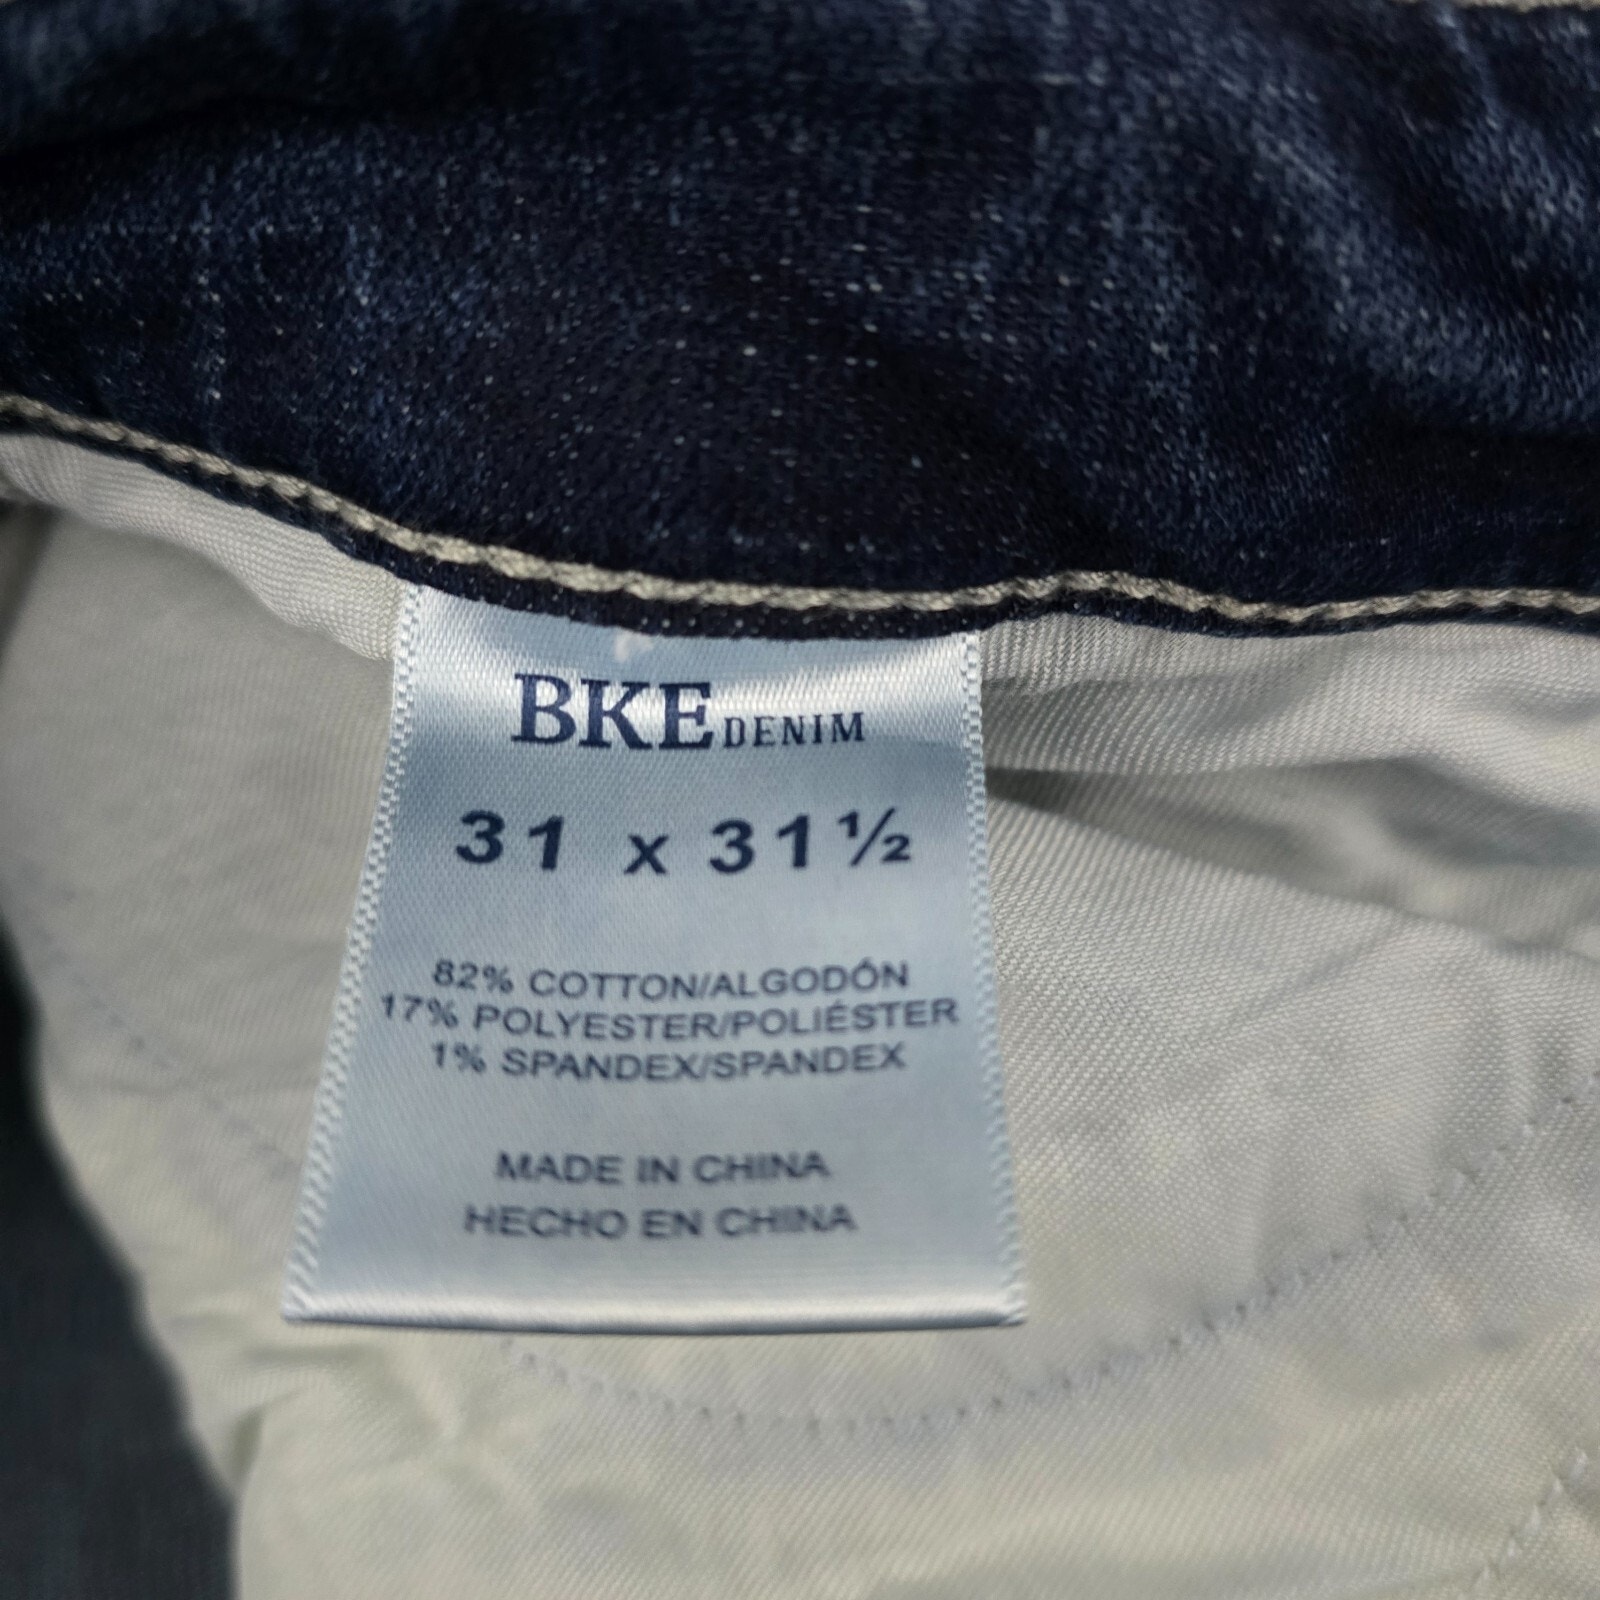 BKE DENIM
31 x 31½
82% COTTON/ALGODÓN
17% POLYESTER/POLIÉSTER
1% SPANDEX/SPANDEX
MADE IN CHINA
HECHO EN CHINA